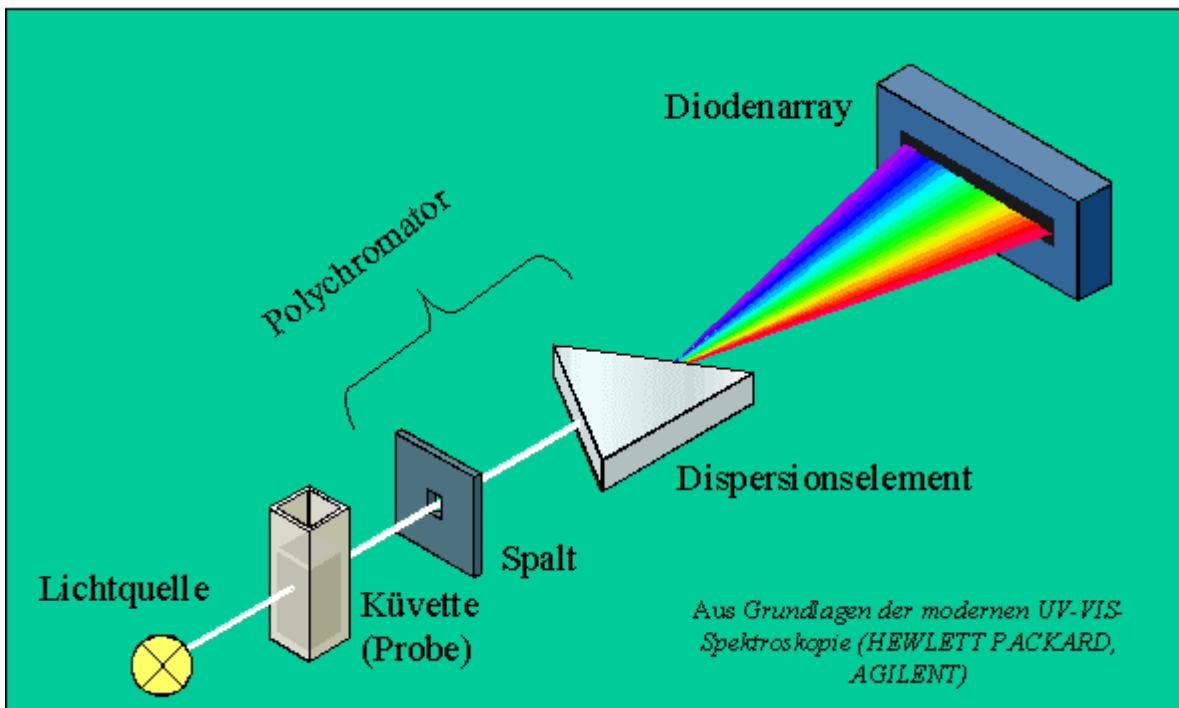 Diodenarray
Polychromator
Dispersionselement
Spalt
Lichtquelle
Küvette
(Probe)
Aus Grundlagen der modernen UV-VIS-
Spektroskopie (HEWLETT PACKARD,
AGILENT)